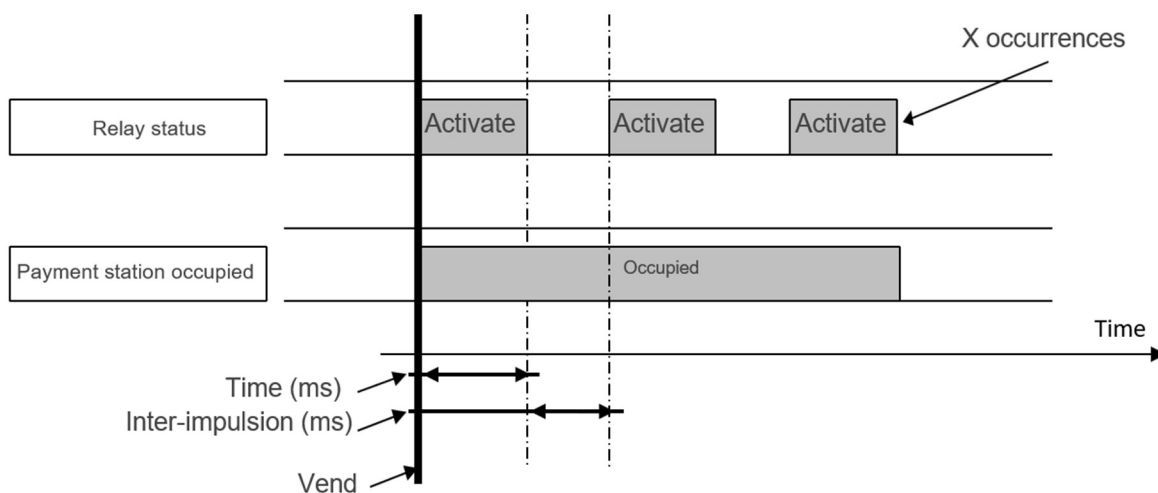 X occurrences
Relay status
Activate
Activate
Activate
Payment station occupied
Occupied
Time
Time (ms)
Inter-impulsion (ms)
Vend